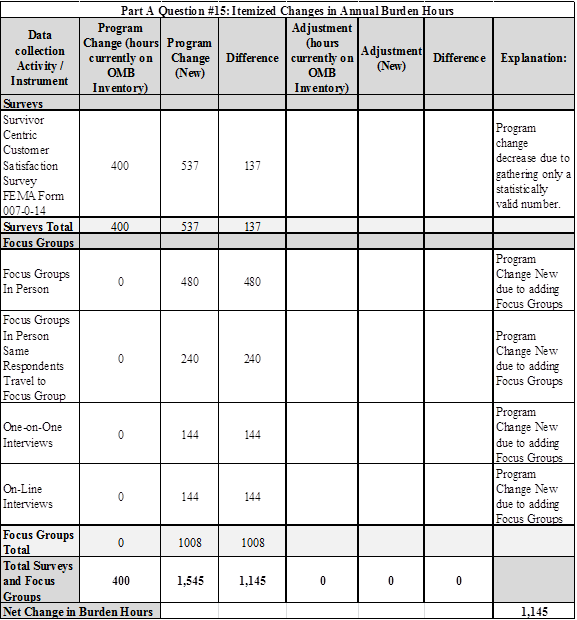 Part A Question #15: Itemized Changes in Annual Burden Hours
Data
collection
Activity /
Instrument
Program
Change (hours
currently on
OMB
Inventory)
Program
Change
(New)
Difference
Adjustment
(hours
currently on
OMB
Inventory)
Adjustment
(New)
Difference
Explanation:
Surveys
Survivor
Centric
Customer
Satisfaction
Survey
FEMA Form
007-0-14
400
537
137
Program
change
decrease due to
gathering only a
statistically
valid number.
Surveys Total
400
537
137
Focus Groups
Focus Groups
In Person
0
480
480
Program
Change New
due to adding
Focus Groups
Focus Groups
In Person
Same
Respondents
Travel to
Focus Group
0
240
240
Program
Change New
due to adding
Focus Groups
One-on-One
Interviews
0
144
144
Program
Change New
due to adding
Focus Groups
On-Line
Interviews
0
144
144
Program
Change New
due to adding
Focus Groups
Focus Groups
Total
0
1008
1008
Total Surveys
and Focus
Groups
400
1,545
1,145
0
0
0
Net Change in Burden Hours
1,145